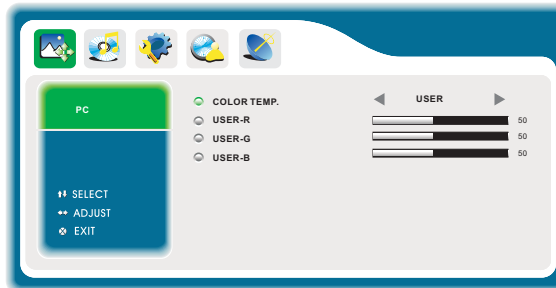 PC
COLOR TEMP. USER
USER-R 50
USER-G 50
USER-B 50
SELECT
ADJUST
EXIT